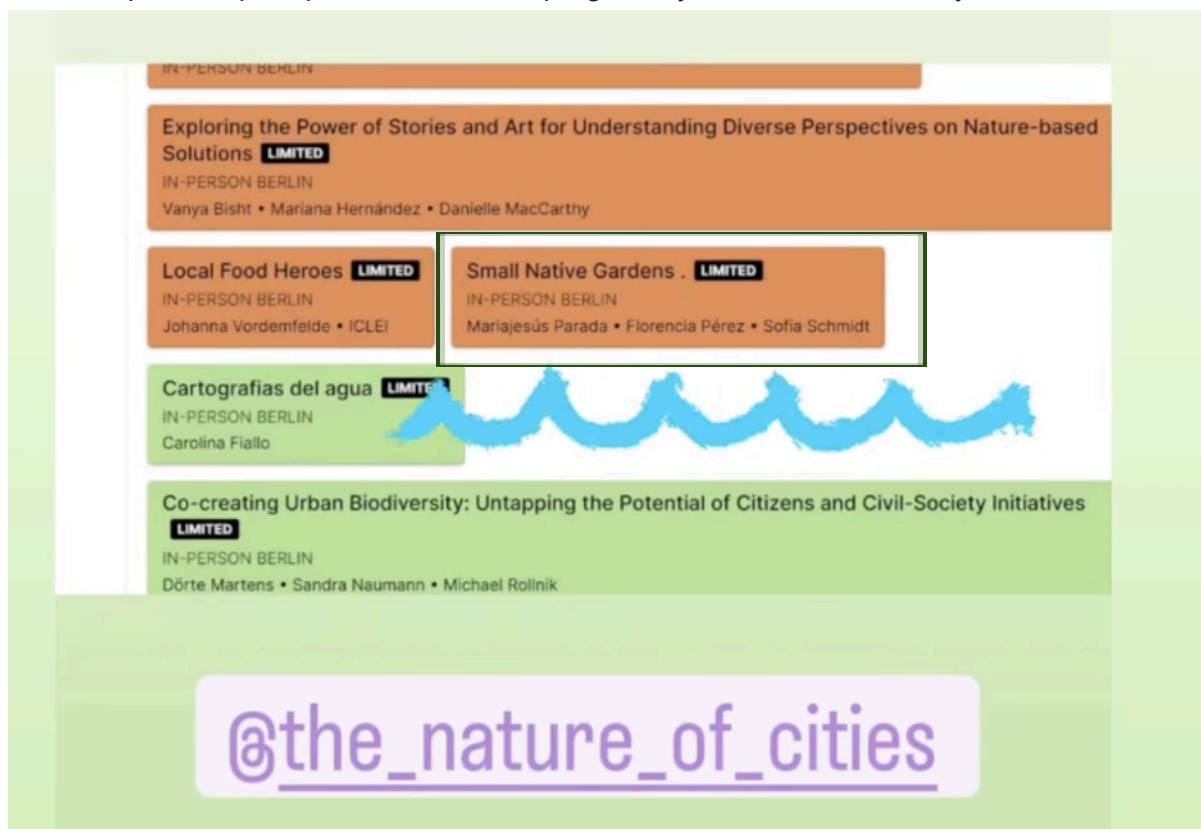 IN-PERSON BERLIN
Exploring the Power of Stories and Art for Understanding Diverse Perspectives on Nature-based
Solutions LIMITED
IN-PERSON BERLIN
Vanya Bisht • Mariana Hernández • Danielle MacCarthy
Local Food Heroes LIMITED
IN-PERSON BERLIN
Johanna Vordemfelde • ICLEI
Small Native Gardens . LIMITED
IN-PERSON BERLIN
Mariajesús Parada • Florencia Pérez • Sofia Schmidt
Cartografias del agua LIMITED
IN-PERSON BERLIN
Carolina Fiallo
Co-creating Urban Biodiversity: Untapping the Potential of Citizens and Civil-Society Initiatives
LIMITED
IN-PERSON BERLIN
Dörte Martens • Sandra Naumann • Michael Rollnik
@the_nature_of_cities